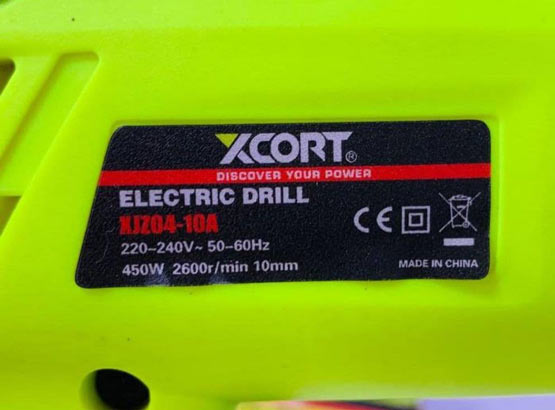 XCORT®
DISCOVER YOUR POWER
ELECTRIC DRILL
XJZ04-10A
220-240V~ 50-60Hz
450W 2600r/min 10mm
CE
MADE IN CHINA